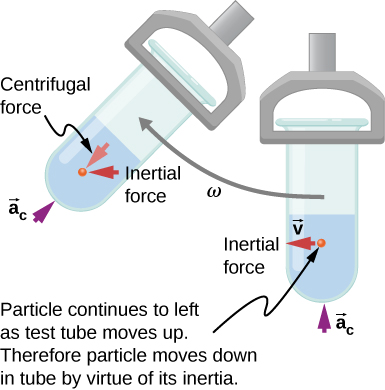 Centrifugal
force
Inertial
force
a⃗c
ω
v⃗
Inertial
force
Particle continues to left
as test tube moves up.
Therefore particle moves down
in tube by virtue of its inertia.
a⃗c